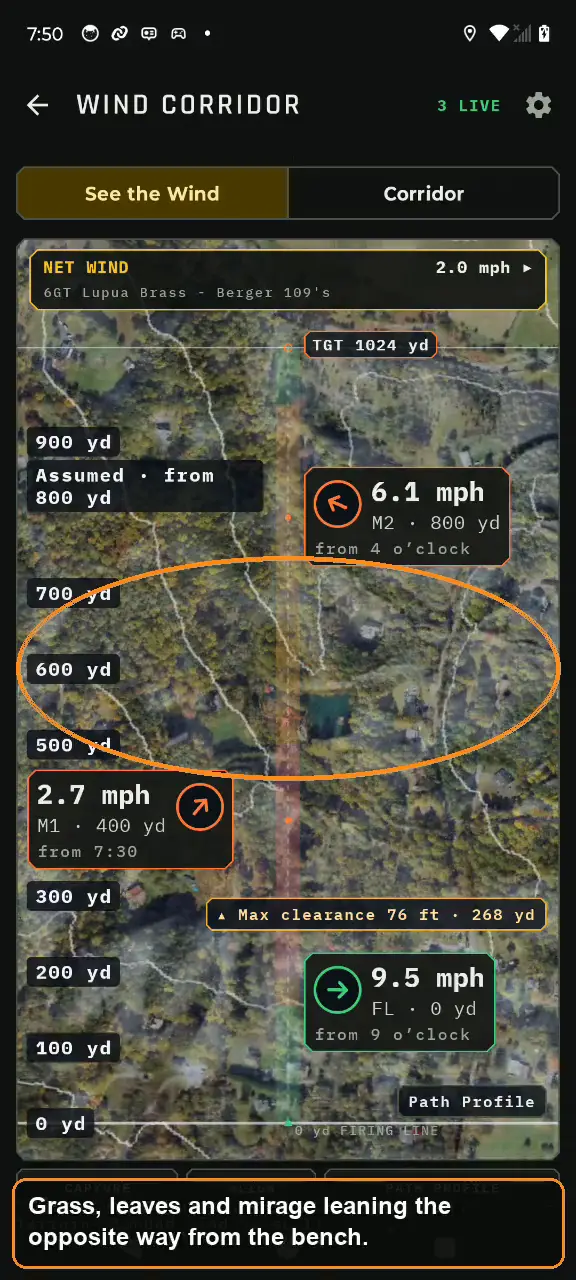 7:50
WIND CORRIDOR
3 LIVE
See the Wind
Corridor
NET WIND
2.0 mph ▸
6GT Lupua Brass - Berger 109's
TGT 1024 yd
900 yd
Assumed · from
800 yd
6.1 mph
M2 · 800 yd
from 4 o’clock
700 yd
600 yd
500 yd
2.7 mph
M1 · 400 yd
from 7:30
300 yd
▴ Max clearance 76 ft · 268 yd
200 yd
9.5 mph
FL · 0 yd
from 9 o’clock
100 yd
Path Profile
0 yd
0 yd FIRING LINE
CAPTURE
PATH PROFILE
Grass, leaves and mirage leaning the
opposite way from the bench.